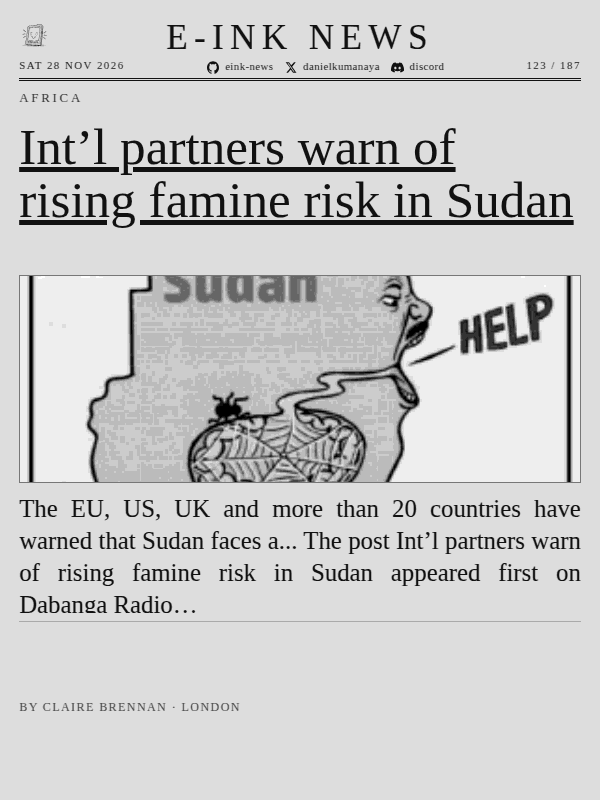 E-INK NEWS
SAT 28 NOV 2026
eink-news
danielkumanaya
discord
123 / 187
AFRICA
Int’l partners warn of
rising famine risk in Sudan
Sudan
HELP
The EU, US, UK and more than 20 countries have
warned that Sudan faces a... The post Int’l partners warn
of rising famine risk in Sudan appeared first on
Dabanga Radio…
BY CLAIRE BRENNAN · LONDON